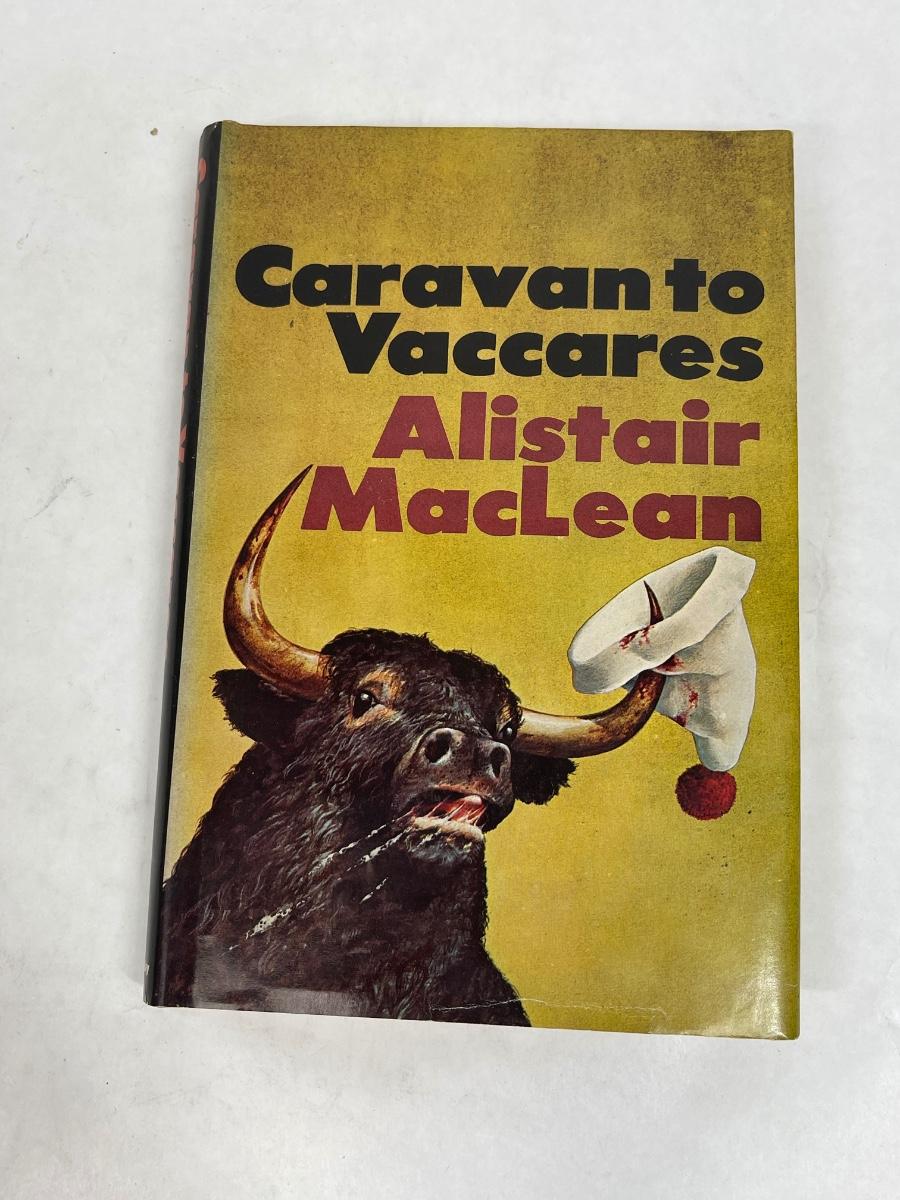 Caravan to
Vaccares
Alistair
MacLean